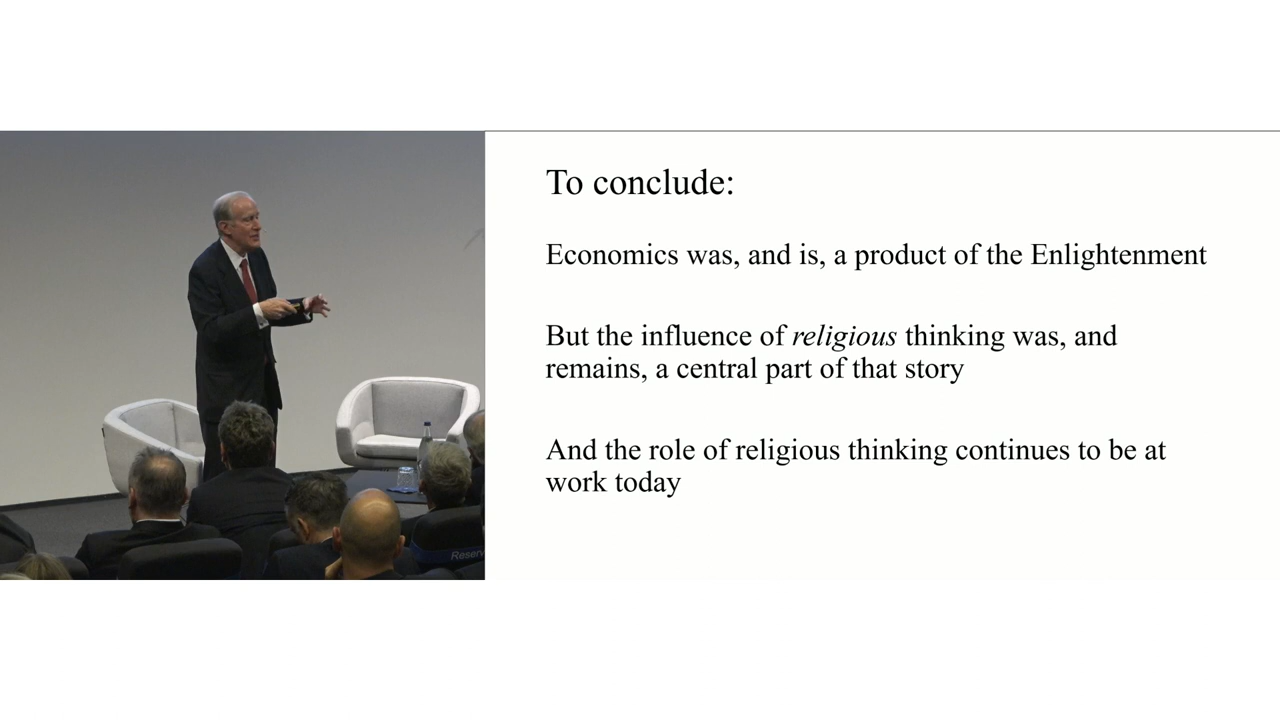 To conclude:
Economics was, and is, a product of the Enlightenment
But the influence of religious thinking was, and
remains, a central part of that story
And the role of religious thinking continues to be at
work today